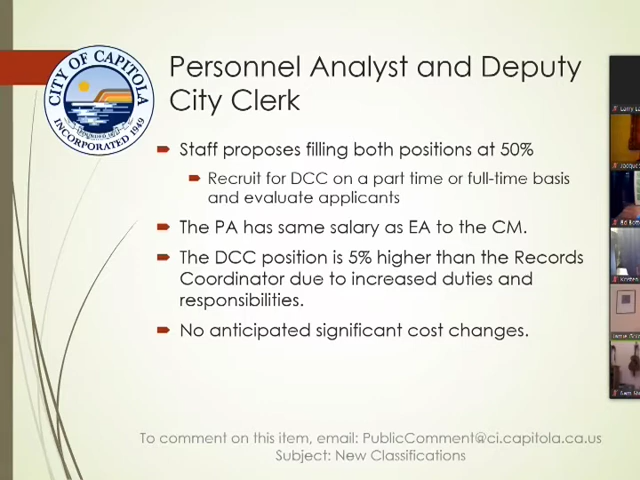 CITY OF CAPITOLA
INCORPORATED 1949
Personnel Analyst and Deputy
City Clerk
Staff proposes filling both positions at 50%
Recruit for DCC on a part time or full-time basis
and evaluate applicants
The PA has same salary as EA to the CM.
The DCC position is 5% higher than the Records
Coordinator due to increased duties and
responsibilities.
No anticipated significant cost changes.
To comment on this item, email: PublicComment@ci.capitola.ca.us
Subject: New Classifications
Larry